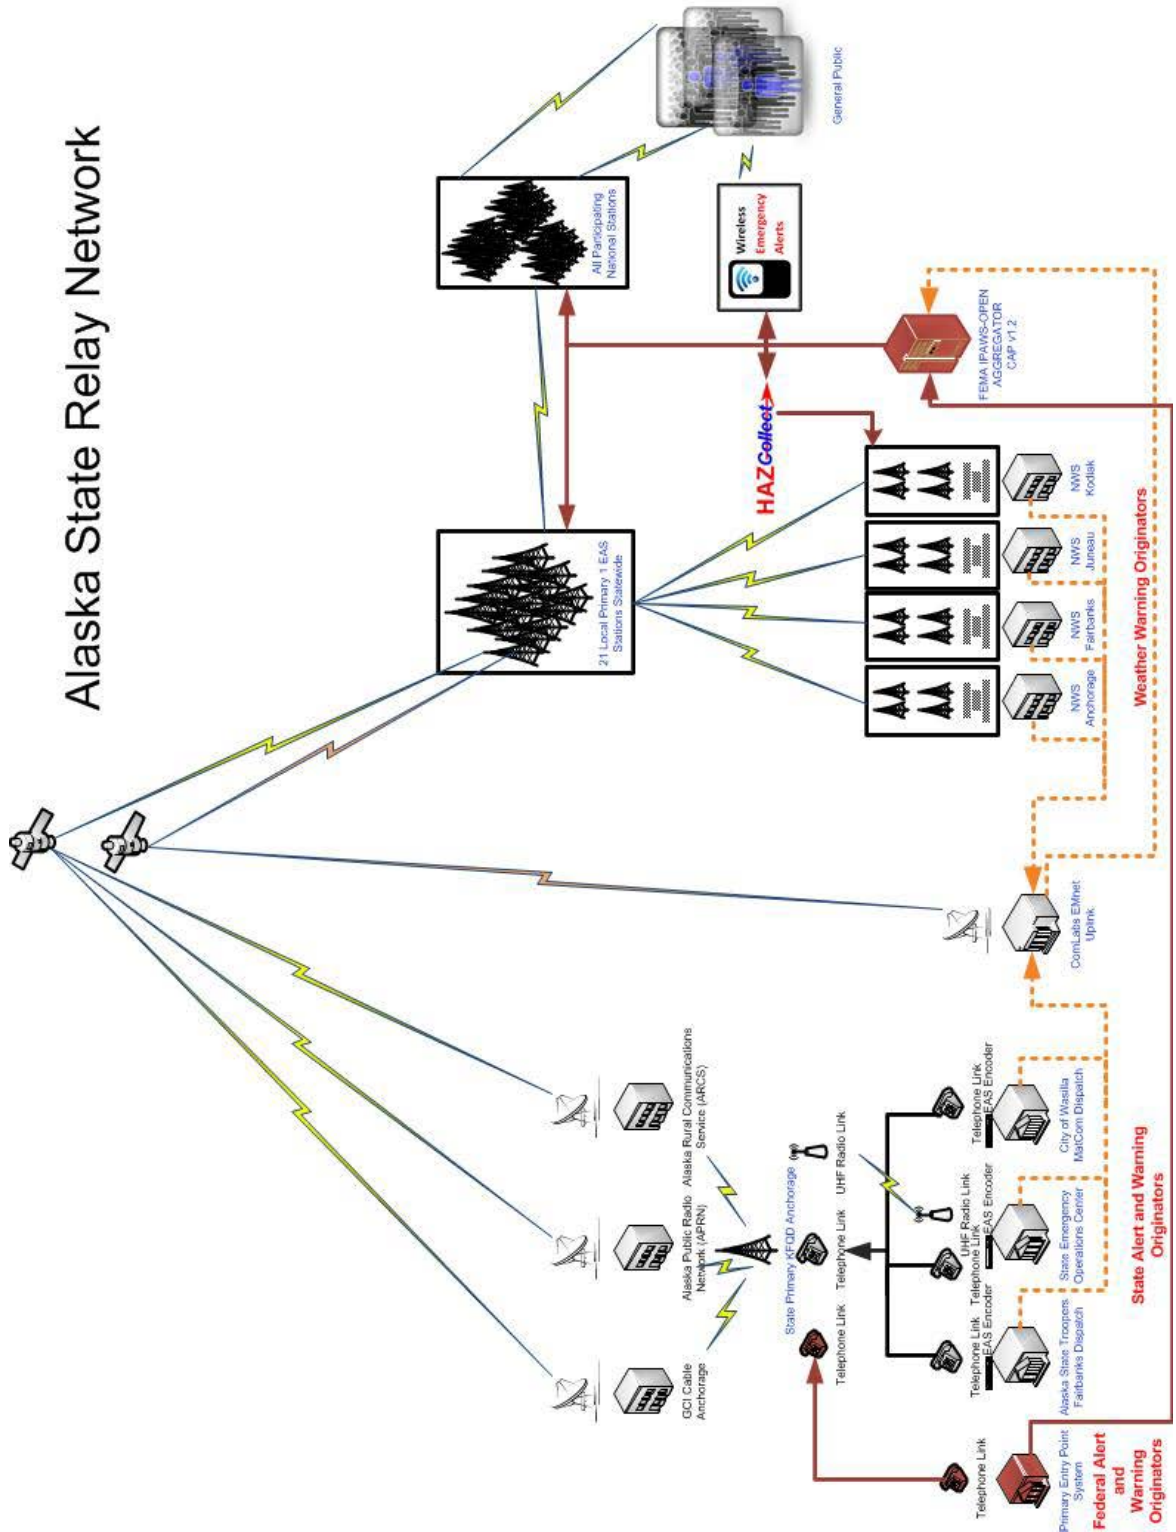 Alaska State Relay Network
General Public
All Participating
National Stations
Wireless
Emergency
Alerts
21 Local Primary 1 EAS
Stations Statewide
HAZCollect
FEMA IPAWS-OPEN
AGGREGATOR
CAP v1.2
NWS
Kodiak
NWS
Juneau
NWS
Fairbanks
NWS
Anchorage
Weather Warning Originators
ComLabs EMnet
Uplink
GCI Cable
Anchorage
Alaska Public Radio
Network (APRN)
Alaska Rural Communications
Service (ARCS)
State Primary KFQD Anchorage
Telephone Link
Telephone Link
UHF Radio Link
Telephone Link
Telephone Link
EAS Encoder
UHF Radio Link
Telephone Link
EAS Encoder
Telephone Link
EAS Encoder
Primary Entry Point
System
Alaska State Troopers
Fairbanks Dispatch
State Emergency
Operations Center
City of Wasilla
MatCom Dispatch
Federal Alert
and
Warning
Originators
State Alert and Warning
Originators